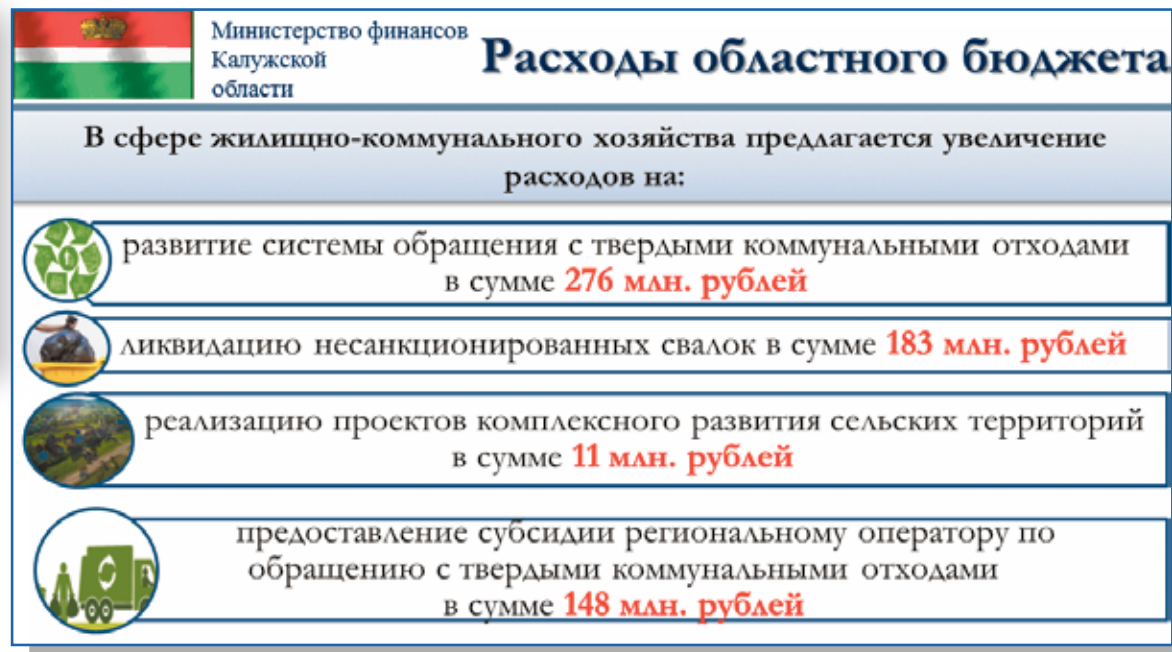 Министерство финансов
Калужской
области
Расходы областного бюджета
В сфере жилищно-коммунального хозяйства предлагается увеличение
расходов на:
развитие системы обращения с твердыми коммунальными отходами
в сумме 276 млн. рублей
ликвидацию несанкционированных свалок в сумме 183 млн. рублей
реализацию проектов комплексного развития сельских территорий
в сумме 11 млн. рублей
предоставление субсидии региональному оператору по
обращению с твердыми коммунальными отходами
в сумме 148 млн. рублей